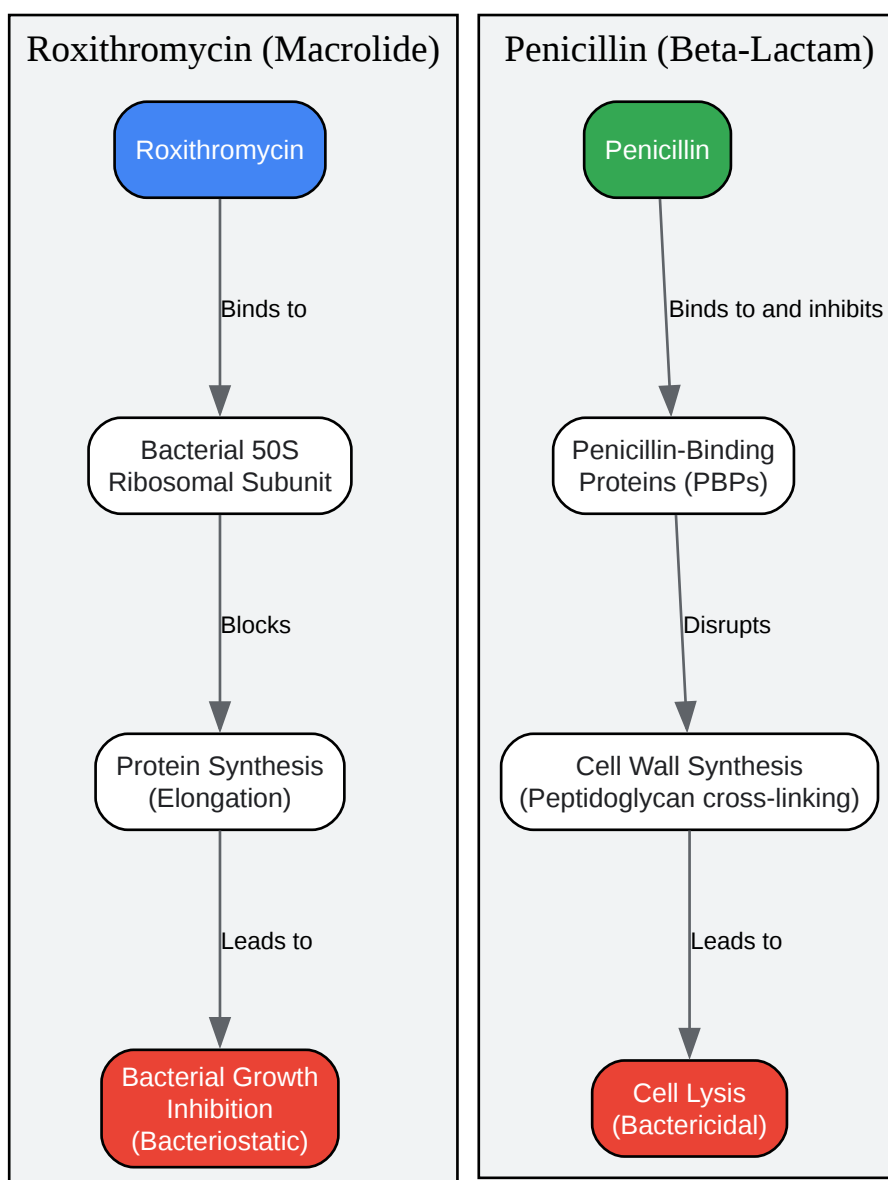 Roxithromycin (Macrolide)
Roxithromycin
Binds to
Bacterial 50S
Ribosomal Subunit
Blocks
Protein Synthesis
(Elongation)
Leads to
Bacterial Growth
Inhibition
(Bacteriostatic)
Penicillin (Beta-Lactam)
Penicillin
Binds to and inhibits
Penicillin-Binding
Proteins (PBPs)
Disrupts
Cell Wall Synthesis
(Peptidoglycan cross-linking)
Leads to
Cell Lysis
(Bactericidal)